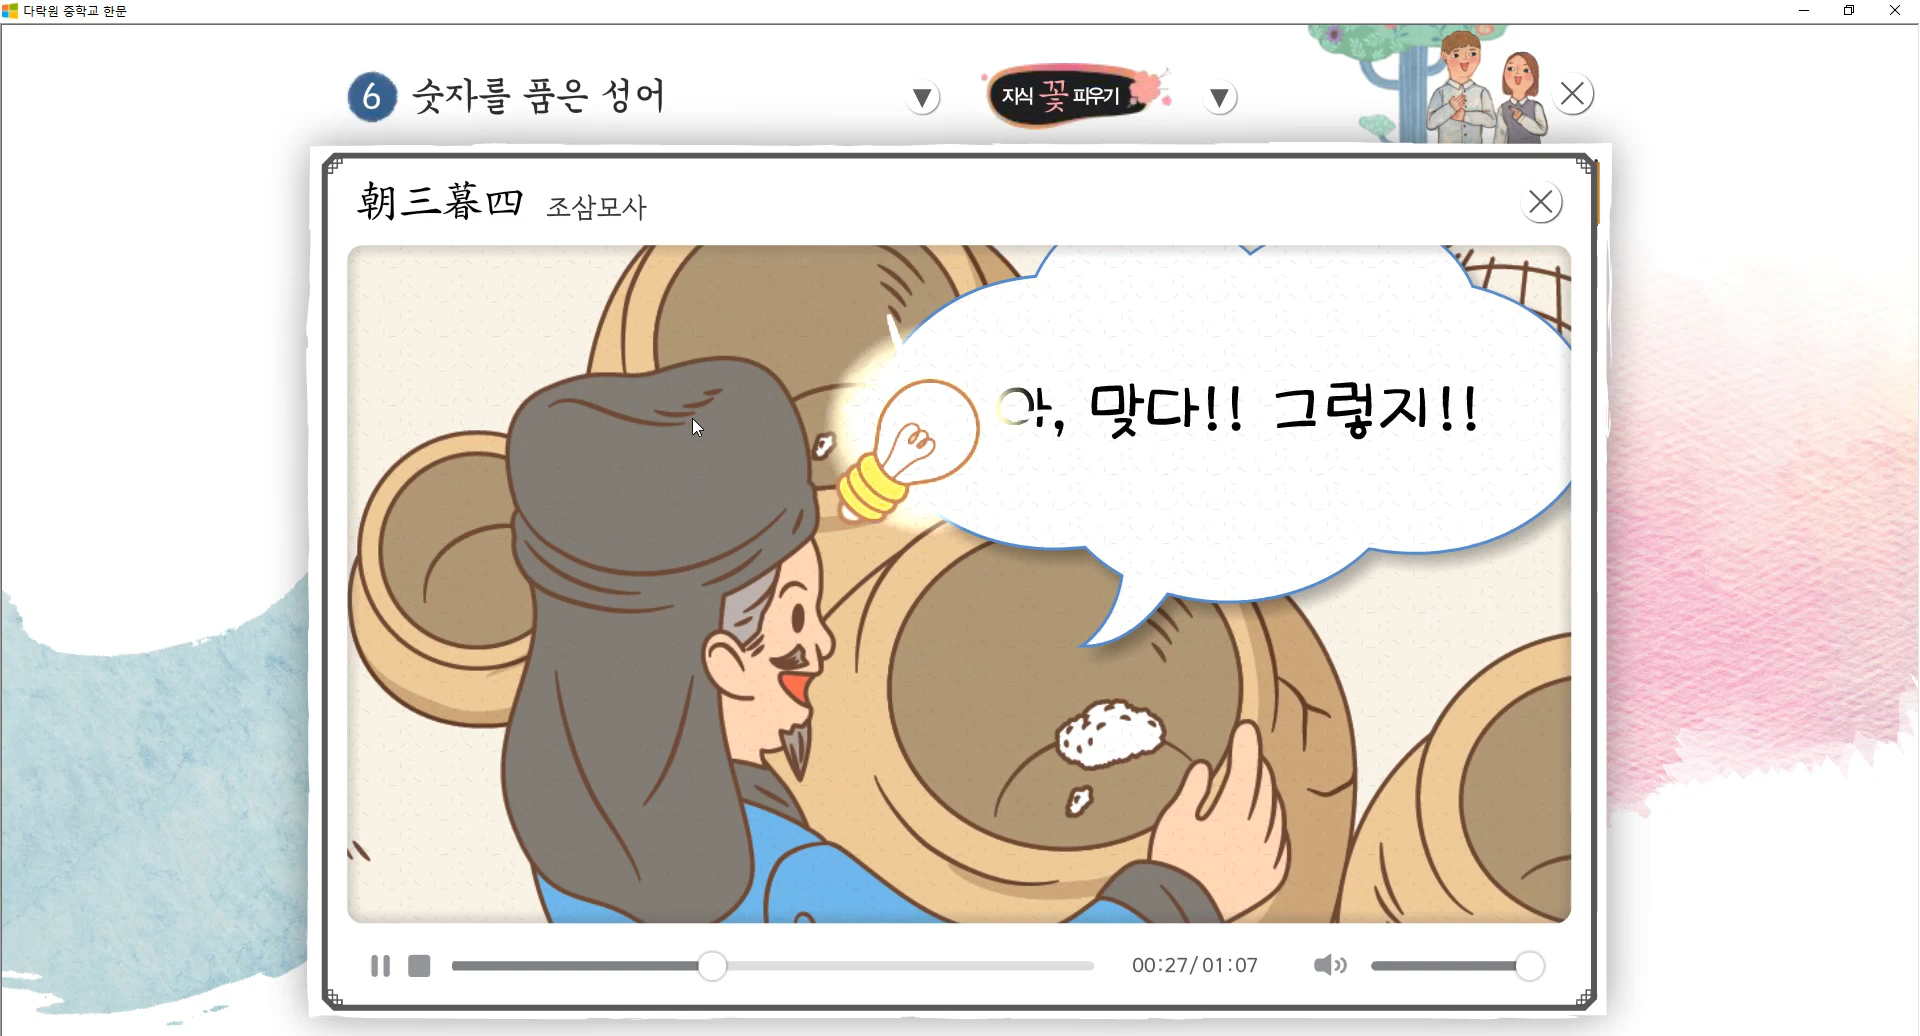 다락원 중학교 한문
6 숫자를 품은 성어
지식 꽃 피우기
朝三暮四 조삼모사
아, 맞다!! 그렇지!!
00:27/01:07